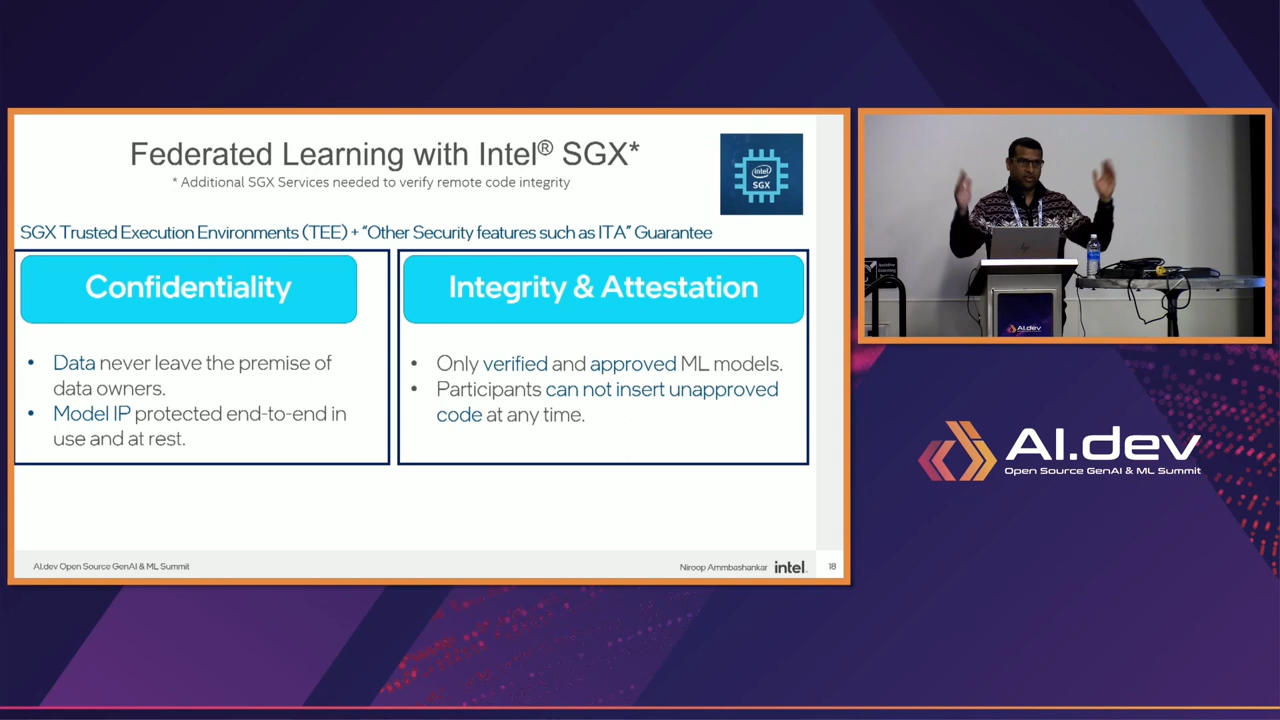 Federated Learning with Intel® SGX*
* Additional SGX Services needed to verify remote code integrity
intel
SGX
SGX Trusted Execution Environments (TEE) + "Other Security features such as ITA" Guarantee
Confidentiality
• Data never leave the premise of
data owners.
• Model IP protected end-to-end in
use and at rest.
Integrity & Attestation
• Only verified and approved ML models.
• Participants can not insert unapproved
code at any time.
AI.dev Open Source GenAI & ML Summit
Niroop Ammbashankar intel. 18
hp
AI.dev
AI.dev
Open Source GenAI & ML Summit